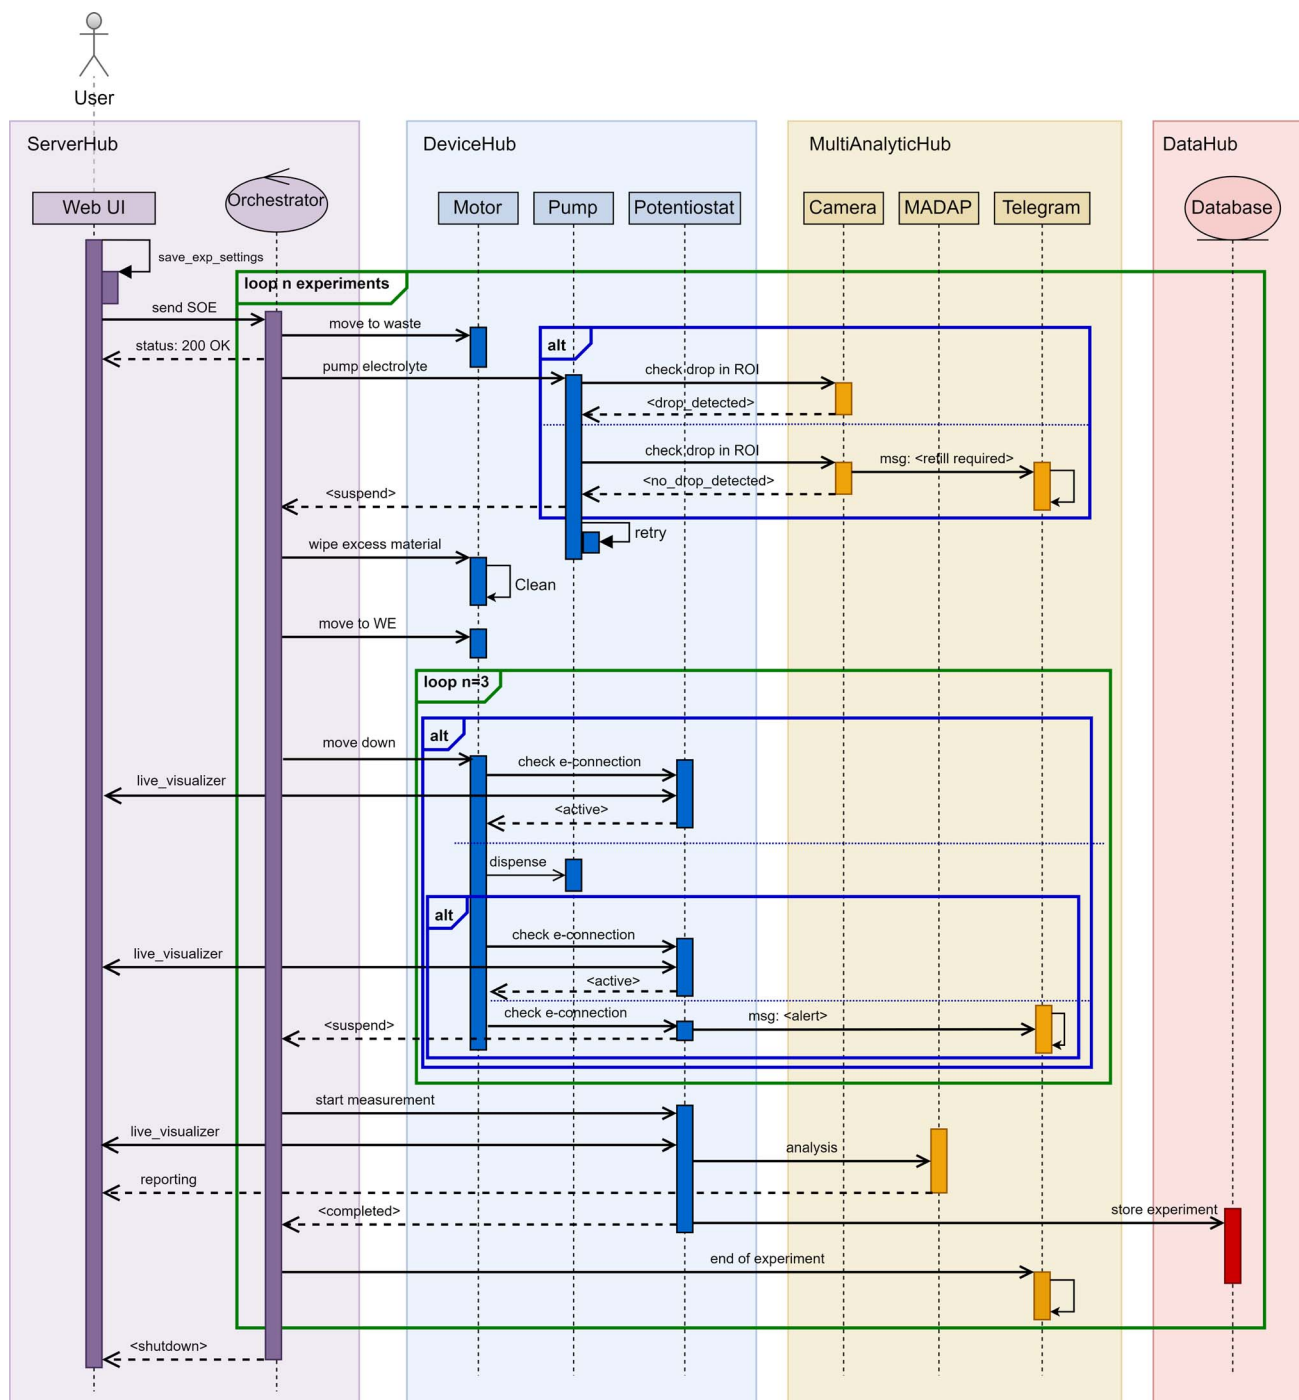 User
ServerHub
DeviceHub
MultiAnalyticHub
DataHub
Web UI
Orchestrator
Motor
Pump
Potentiostat
Camera
MADAP
Telegram
Database
save_exp_settings
loop n experiments
send SOE
move to waste
status: 200 OK
alt
pump electrolyte
check drop in ROI
<drop_detected>
check drop in ROI
msg: <refill required>
<no_drop_detected>
<suspend>
retry
wipe excess material
Clean
move to WE
loop n=3
alt
move down
check e-connection
live_visualizer
<active>
dispense
alt
check e-connection
live_visualizer
<active>
check e-connection
msg: <alert>
<suspend>
start measurement
live_visualizer
analysis
reporting
<completed>
store experiment
end of experiment
<shutdown>